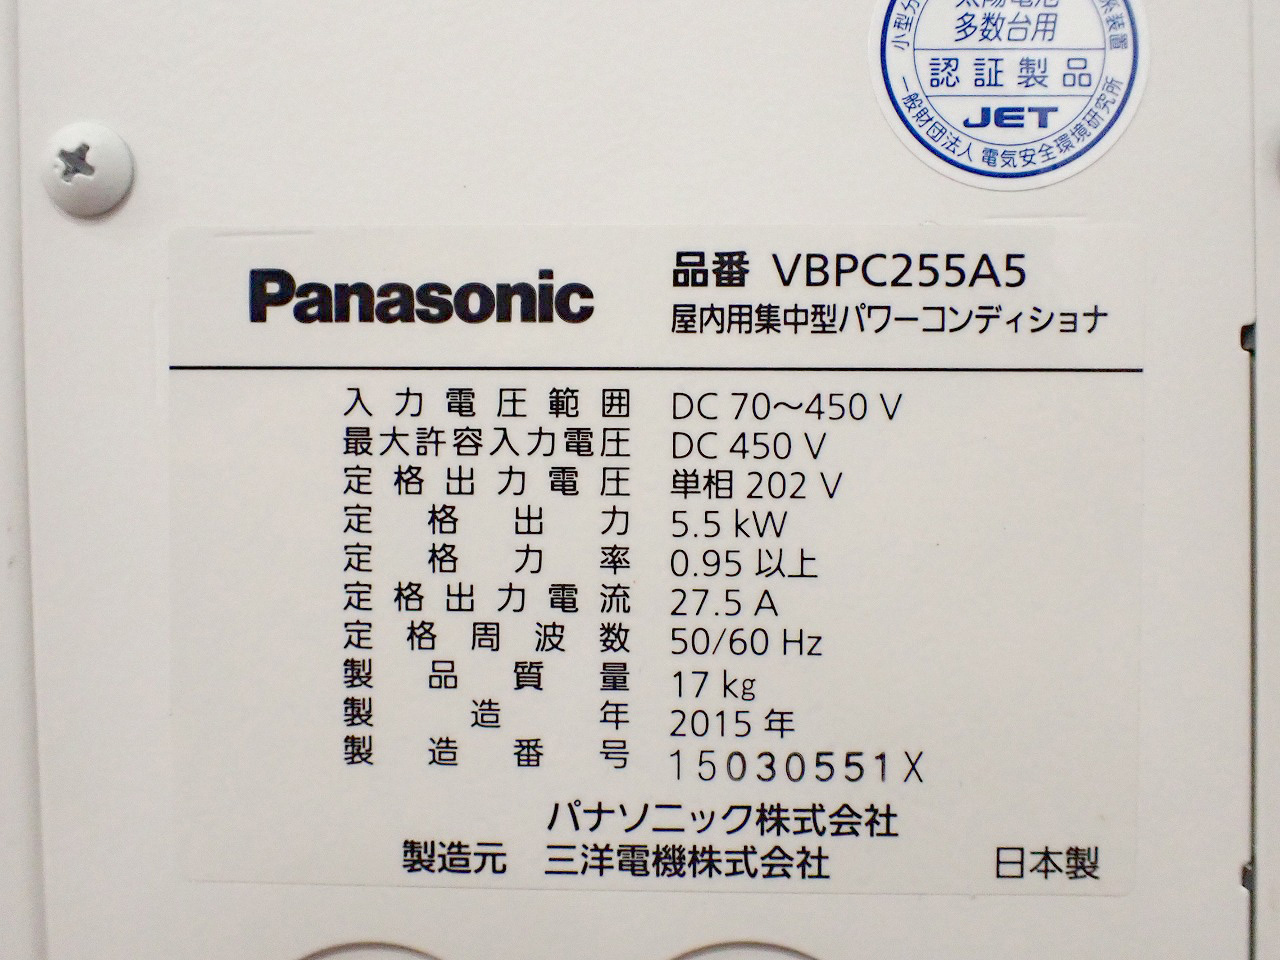 多数台用
認証製品
JET
一般財団法人 電気安全環境研究所
Panasonic
品番 VBPC255A5
屋内用集中型パワーコンディショナ
入力電圧範囲 DC 70～450 V
最大許容入力電圧 DC 450 V
定格出力電圧 単相 202 V
定格出力 5.5 kW
定格力率 0.95 以上
定格出力電流 27.5 A
定格周波数 50/60 Hz
製品質量 17 kg
製造年 2015 年
製造番号 15030551X
パナソニック株式会社
製造元 三洋電機株式会社
日本製